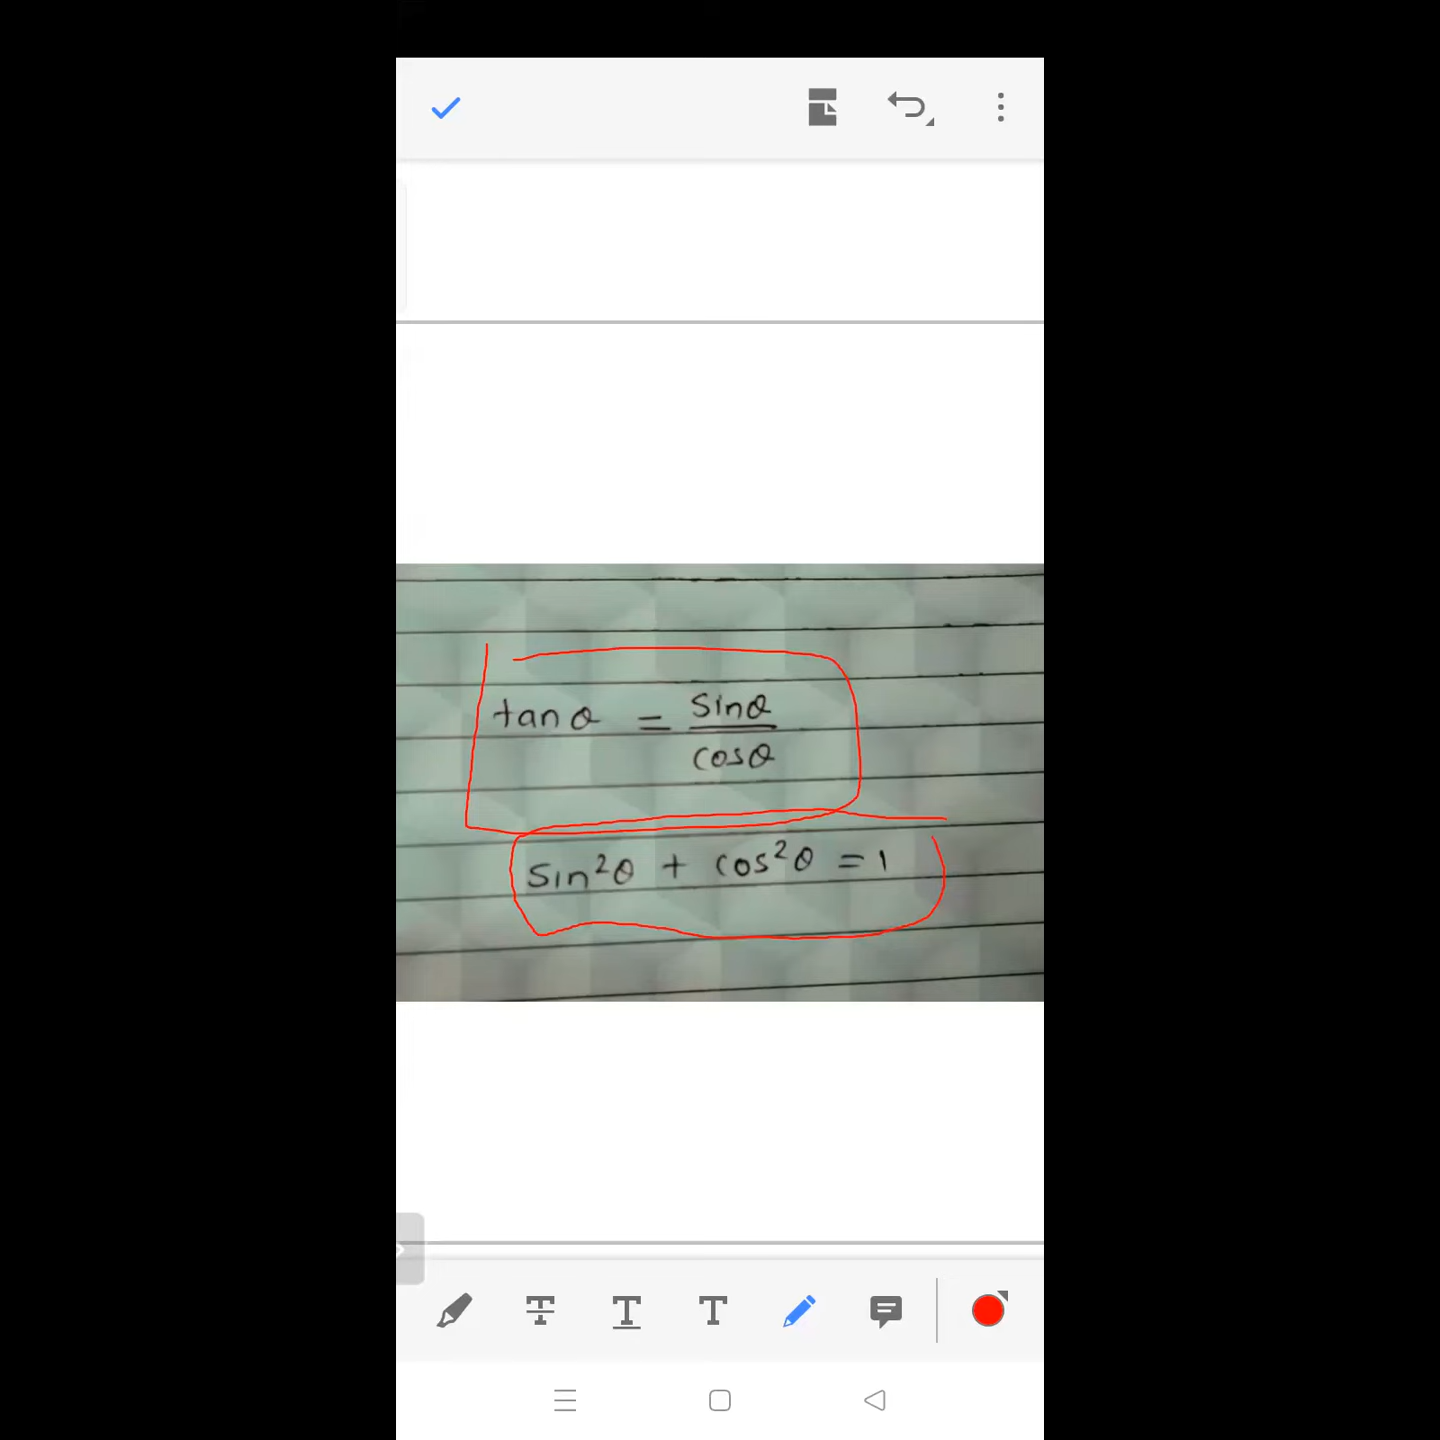 tanθ = sinθ/cosθ
sin²θ + cos²θ = 1